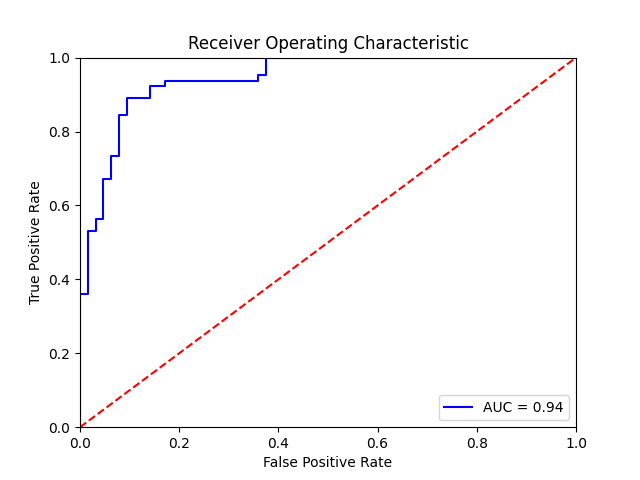 Receiver Operating Characteristic
True Positive Rate
1.0
0.8
0.6
0.4
0.2
0.0
AUC = 0.94
0.0 0.2 0.4 0.6 0.8 1.0
False Positive Rate